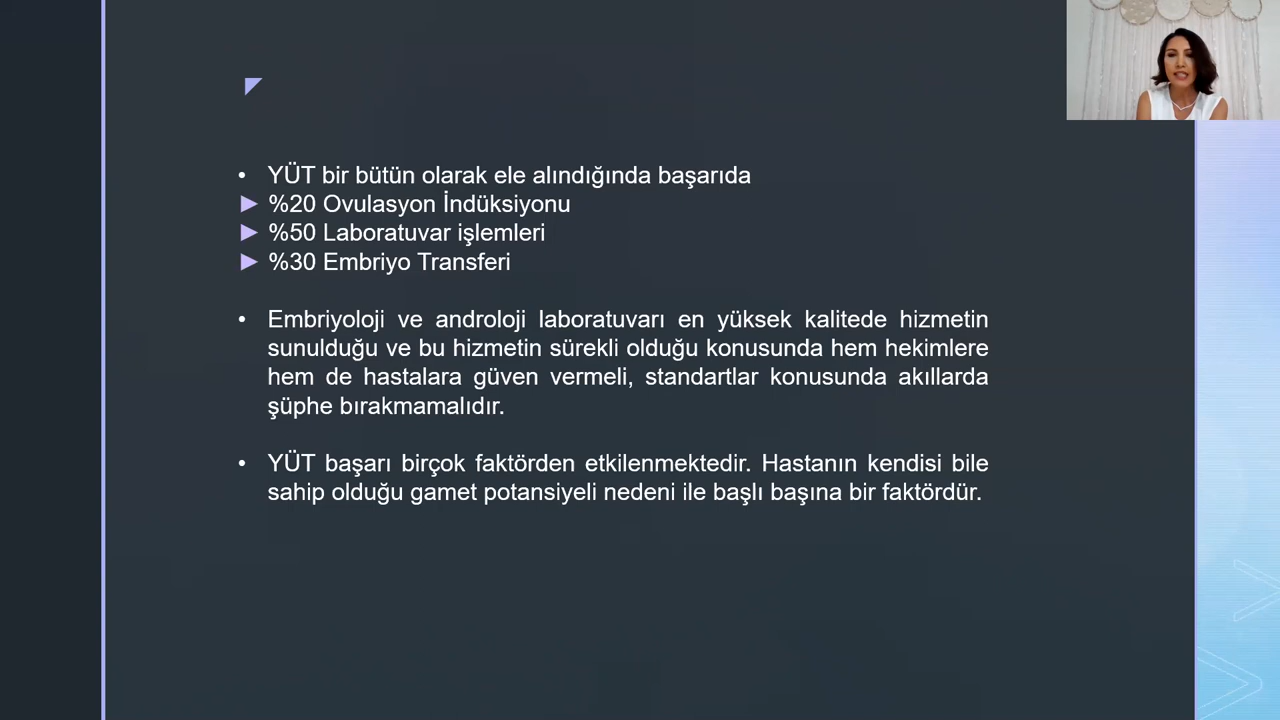 • YÜT bir bütün olarak ele alındığında başarıda
► %20 Ovulasyon İndüksiyonu
► %50 Laboratuvar işlemleri
► %30 Embriyo Transferi
• Embriyoloji ve androloji laboratuvarı en yüksek kalitede hizmetin
sunulduğu ve bu hizmetin sürekli olduğu konusunda hem hekimlere
hem de hastalara güven vermeli, standartlar konusunda akıllarda
şüphe bırakmamalıdır.
• YÜT başarı birçok faktörden etkilenmektedir. Hastanın kendisi bile
sahip olduğu gamet potansiyeli nedeni ile başlı başına bir faktördür.